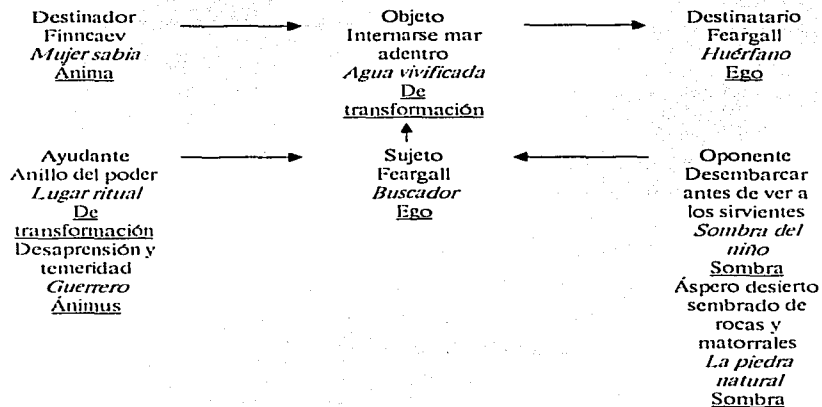 Destinador
Finncaev
Mujer sabia
Ánima
Objeto
Internarse mar
adentro
Agua vivificada
De
transformación
Destinatario
Feargall
Huérfano
Ego
Ayudante
Anillo del poder
Lugar ritual
De
transformación
Desaprensión y
temeridad
Guerrero
Ánimus
Sujeto
Feargall
Buscador
Ego
Oponente
Desembarcar
antes de ver a
los sirvientes
Sombra del
niño
Sombra
Áspero desierto
sembrado de
rocas y
matorrales
La piedra
natural
Sombra